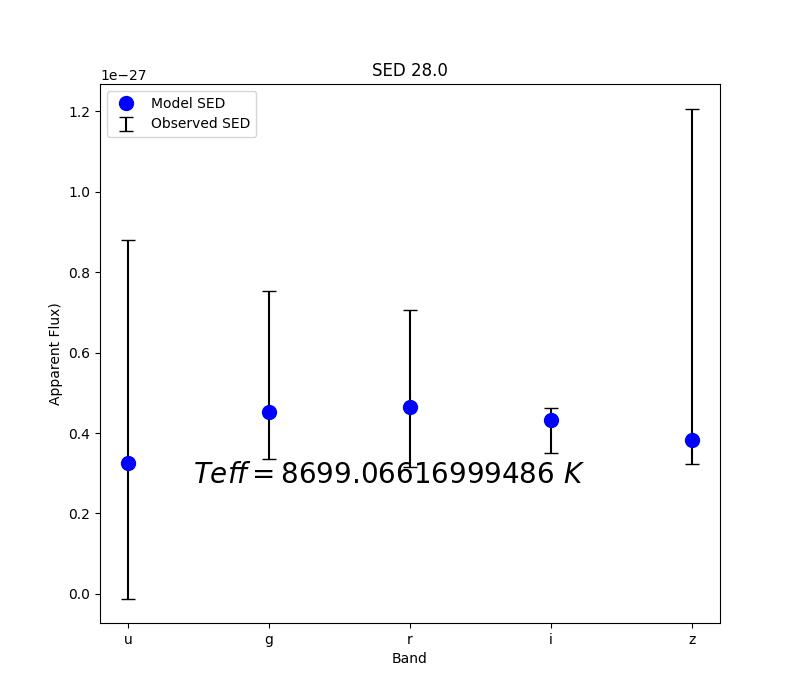 SED 28.0
1e−27
Model SED
Observed SED
1.2
1.0
0.8
0.6
0.4
0.2
0.0
Apparent Flux)
Teff = 8699.06616999486 K
u g r i z
Band